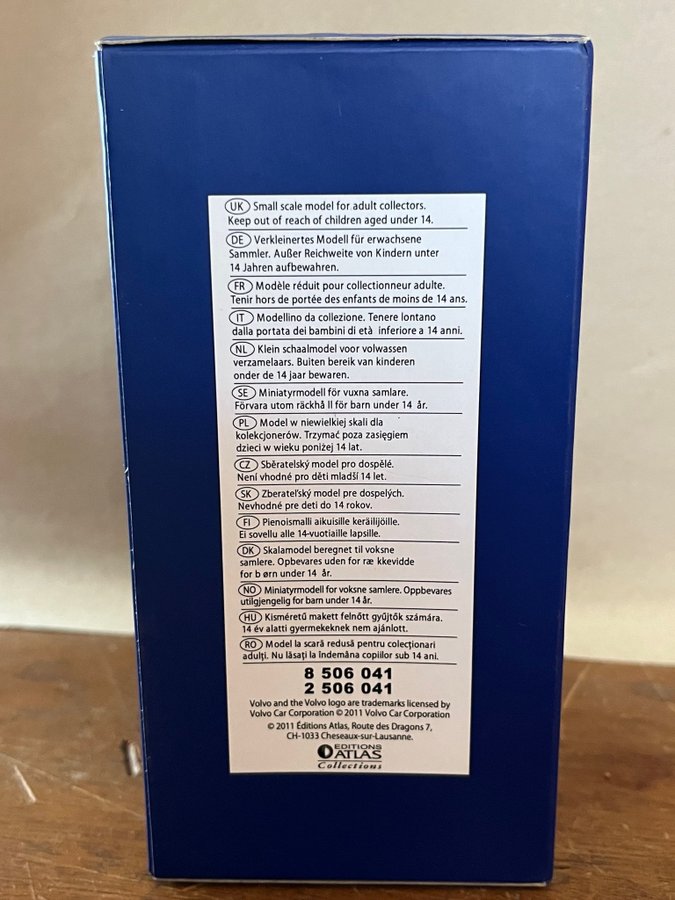 UK Small scale model for adult collectors.
Keep out of reach of children aged under 14.
DE Verkleinertes Modell für erwachsene
Sammler. Außer Reichweite von Kindern unter
14 Jahren aufbewahren.
FR Modèle réduit pour collectionneur adulte.
Tenir hors de portée des enfants de moins de 14 ans.
IT Modellino da collezione. Tenere lontano
dalla portata dei bambini di età inferiore a 14 anni.
NL Klein schaalmodel voor volwassen
verzamelaars. Buiten bereik van kinderen
onder de 14 jaar bewaren.
SE Miniatyrmodell för vuxna samlare.
Förvara utom räckhå ll för barn under 14 år.
PL Model w niewielkiej skali dla
kolekcjonerów. Trzymać poza zasięgiem
dzieci w wieku poniżej 14 lat.
CZ Sběratelský model pro dospělé.
Není vhodné pro děti mladší 14 let.
SK Zberateľský model pre dospelých.
Nevhodné pre deti do 14 rokov.
FI Pienoismalli aikuisille keräilijöille.
Ei sovellu alle 14-vuotiaille lapsille.
DK Skalamodel beregnet til voksne
samlere. Opbevares uden for ræ kkevidde
for b ørn under 14 år.
NO Miniatyrmodell for voksne samlere. Oppbevares
utilgjengelig for barn under 14 år.
HU Kisméretű makett felnőtt gyűjtők számára.
14 év alatti gyermekeknek nem ajánlott.
RO Model la scară redusă pentru colecționari
adulți. Nu lăsați la îndemâna copiilor sub 14 ani.
8 506 041
2 506 041
Volvo and the Volvo logo are trademarks licensed by
Volvo Car Corporation © 2011 Volvo Car Corporation
© 2011 Éditions Atlas, Route des Dragons 7,
CH-1033 Cheseaux-sur-Lausanne.
EDITIONS
ATLAS
Collections